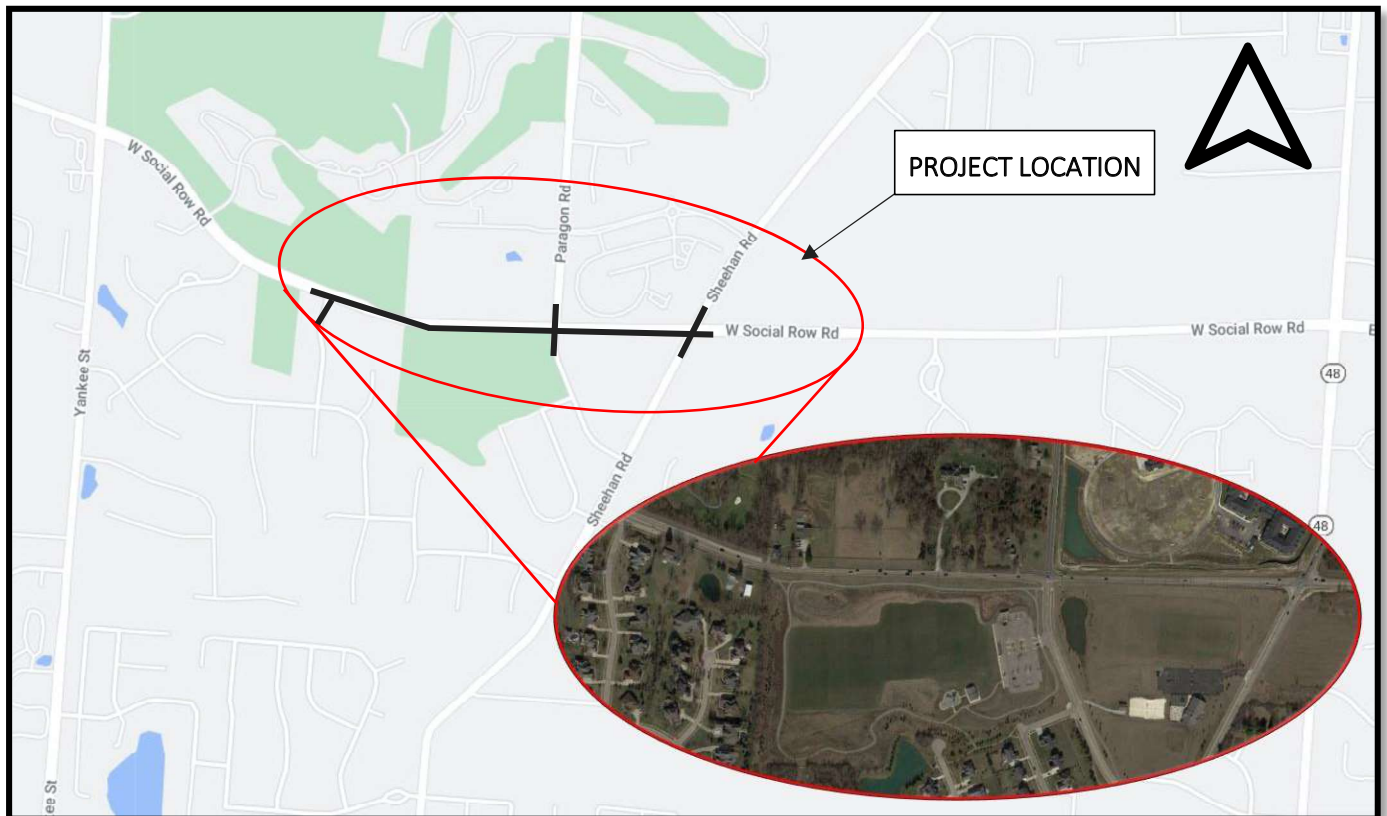 W Social Row Rd
PROJECT LOCATION
Paragon Rd
Sheehan Rd
W Social Row Rd
W Social Row Rd
E
48
Yankee St
Sheehan Rd
48
ee St